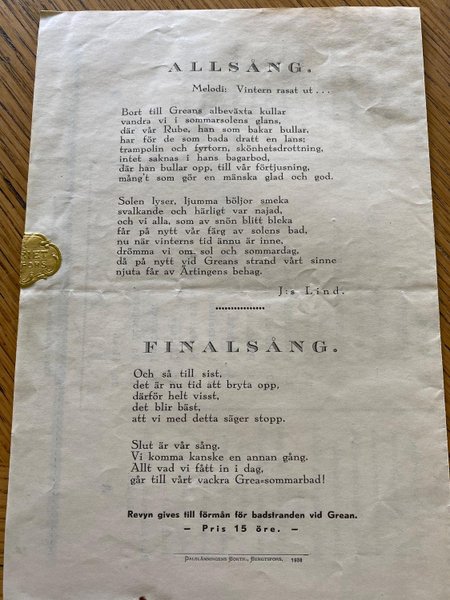 ALLSÅNG.
Melodi: Vintern rasat ut ...
Bort till Greans albeväxta kullar
vandra vi i sommarsolens glans,
där vår Rube, han som bakar bullar,
har för de som bada dratt en lans;
trampolin och fyrtorn, skönhetsdrottning,
intet saknas i hans bagarbod,
där han bullar opp, till vår förtjusning,
mång't som gör en mänska glad och god.
Solen lyser, ljumma böljor smeka
svalkande och härligt var najad,
och vi alla, som av snön blitt bleka
får på nytt vår färg av solens bad,
nu när vinterns tid ännu är inne,
drömma vi om sol och sommardag,
då på nytt vid Greans strand vårt sinne
njuta får av Ärtingens behag.
J:s Lind.
FINALSÅNG.
Och så till sist,
det är nu tid att bryta opp,
därför helt visst,
det blir bäst,
att vi med detta säger stopp.
Slut är vår sång.
Vi komma kanske en annan gång.
Allt vad vi fått in i dag,
går till vårt vackra Grea=sommarbad!
Revyn gives till förmån för badstranden vid Grean.
— Pris 15 öre. —
DALSLÄNNINGENS BOKTR., BENGTSFORS, 1938